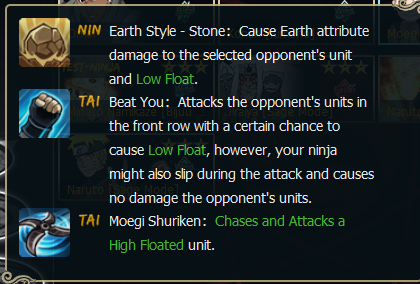 NIN Earth Style - Stone: Cause Earth attribute
damage to the selected opponent's unit
and Low Float.
TAI Beat You: Attacks the opponent's units in
the front row with a certain chance to
cause Low Float, however, your ninja
might also slip during the attack and causes
no damage the opponent's units.
TAI Moegi Shuriken: Chases and Attacks a
High Floated unit.
Naruto [Sage Mode]